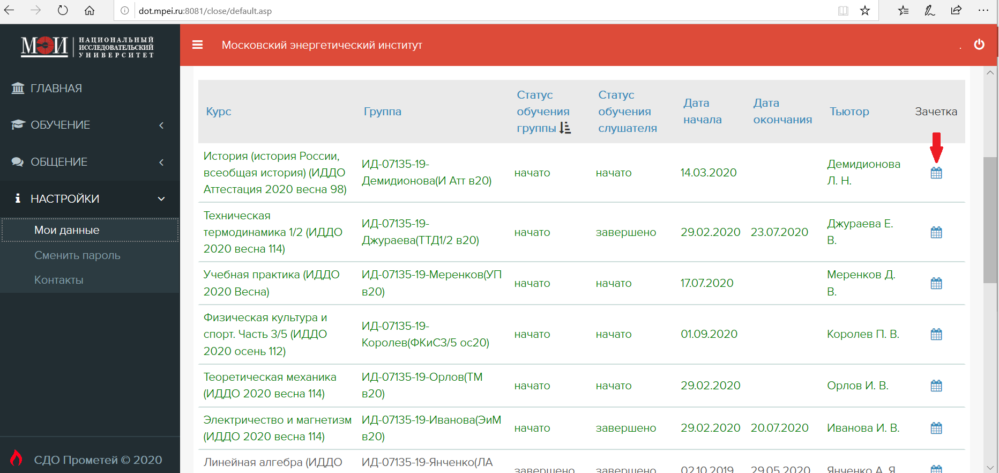 dot.mpei.ru:8081/close/default.asp
МЭИ
НАЦИОНАЛЬНЫЙ
ИССЛЕДОВАТЕЛЬСКИЙ
УНИВЕРСИТЕТ
Московский энергетический институт
ГЛАВНАЯ
ОБУЧЕНИЕ
ОБЩЕНИЕ
НАСТРОЙКИ
Мои данные
Сменить пароль
Контакты
СДО Прометей © 2020
Курс
Группа
Статус
обучения
группы
Статус
обучения
слушателя
Дата
начала
Дата
окончания
Тьютор
Зачетка
История (история России,
всеобщая история) (ИДДО
Аттестация 2020 весна 98)
ИД-07135-19-
Демидионова(И Атт в20)
начато
начато
14.03.2020
Демидионова
Л. Н.
Техническая
термодинамика 1/2 (ИДДО
2020 весна 114)
ИД-07135-19-
Джураева(ТТД1/2 в20)
начато
завершено
29.02.2020
23.07.2020
Джураева Е.
В.
Учебная практика (ИДДО
2020 Весна)
ИД-07135-19-Меренков(УП
в20)
начато
начато
17.07.2020
Меренков Д.
В.
Физическая культура и
спорт. Часть 3/5 (ИДДО
2020 осень 112)
ИД-07135-19-
Королев(ФКиС3/5 ос20)
начато
начато
01.09.2020
Королев П. В.
Теоретическая механика
(ИДДО 2020 весна 114)
ИД-07135-19-Орлов(ТМ
в20)
начато
начато
29.02.2020
Орлов И. В.
Электричество и магнетизм
(ИДДО 2020 весна 114)
ИД-07135-19-Иванова(ЭиМ
в20)
начато
завершено
29.02.2020
20.07.2020
Иванова И. В.
Линейная алгебра (ИДДО
ИД-07135-19-Янченко(ЛА
завершено
завершено
02.10.2019
29.05.2020
Янченко А. Я.